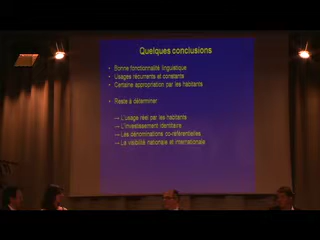 Quelques conclusions
• Bonne fonctionnalité linguistique
• Usages récurrents et constants
• Certaine appropriation par les habitants
• Reste à déterminer
→ L'usage réel par les habitants
→ L'investissement identitaire
→ Les dénominations co-référentielles
→ La visibilité nationale et internationale